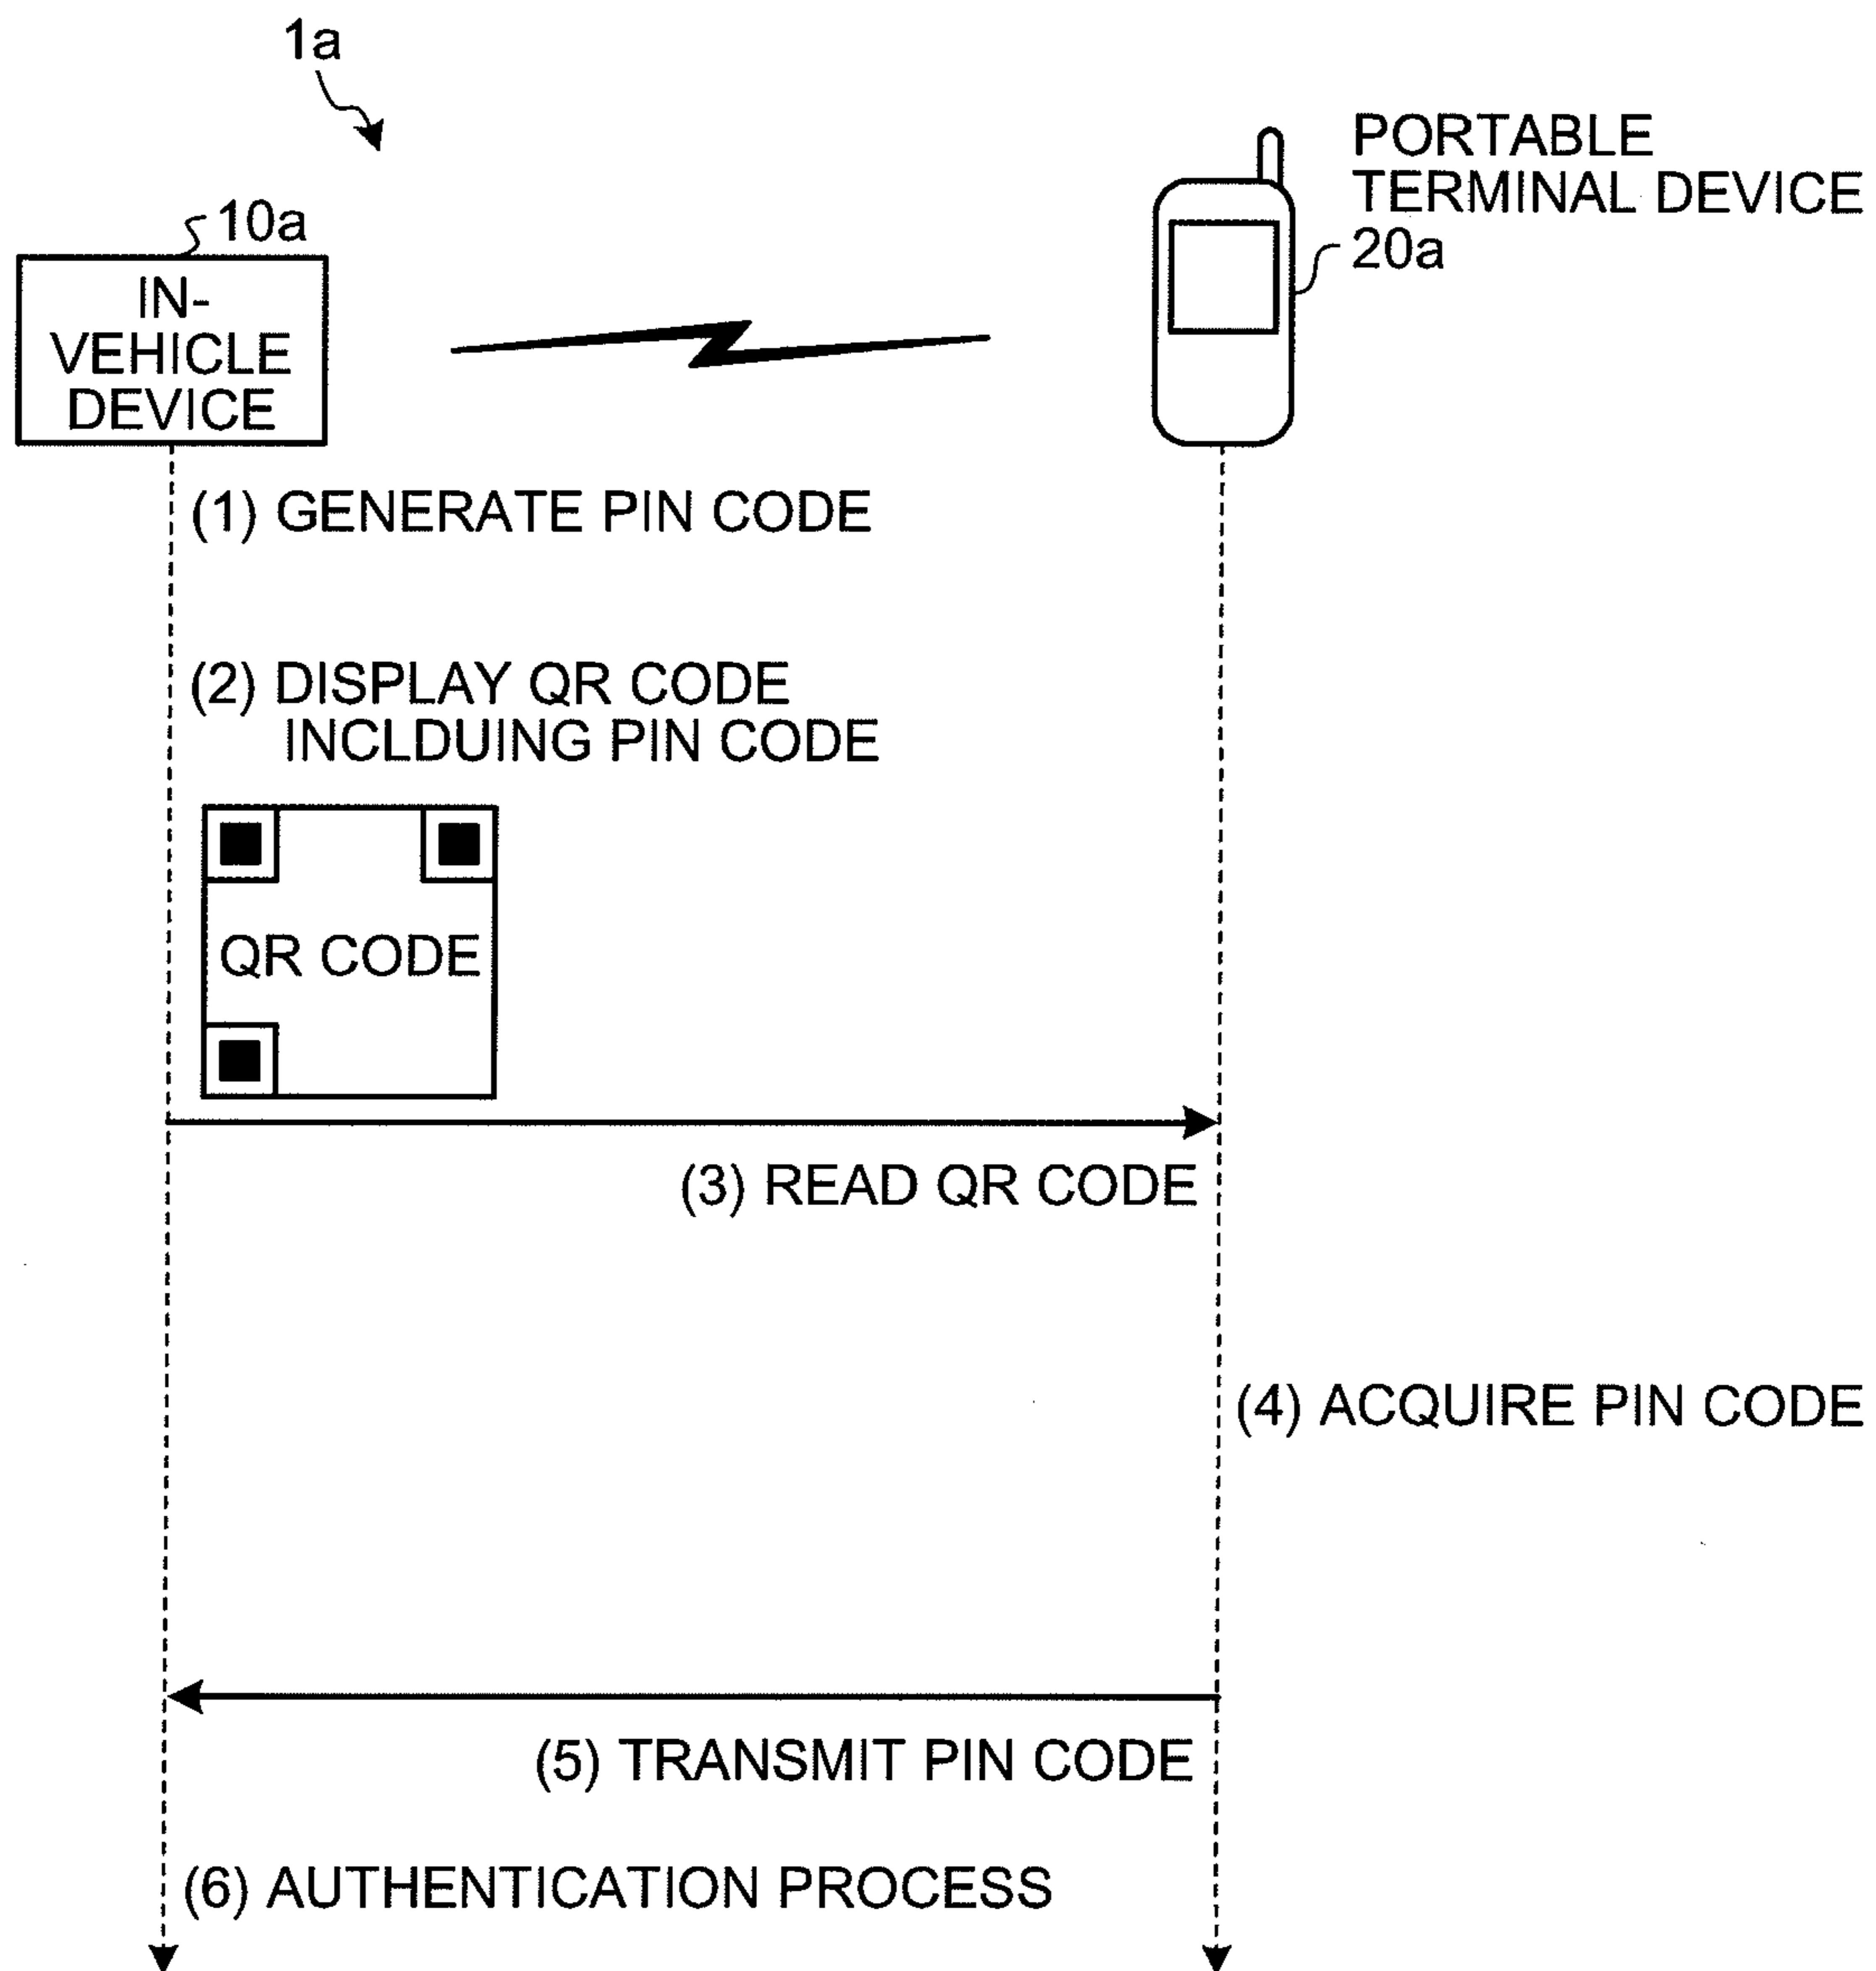 1a
PORTABLE
TERMINAL DEVICE
10a
20a
IN-
VEHICLE
DEVICE
(1) GENERATE PIN CODE
(2) DISPLAY QR CODE
INCLDUING PIN CODE
QR CODE
(3) READ QR CODE
(4) ACQUIRE PIN CODE
(5) TRANSMIT PIN CODE
(6) AUTHENTICATION PROCESS